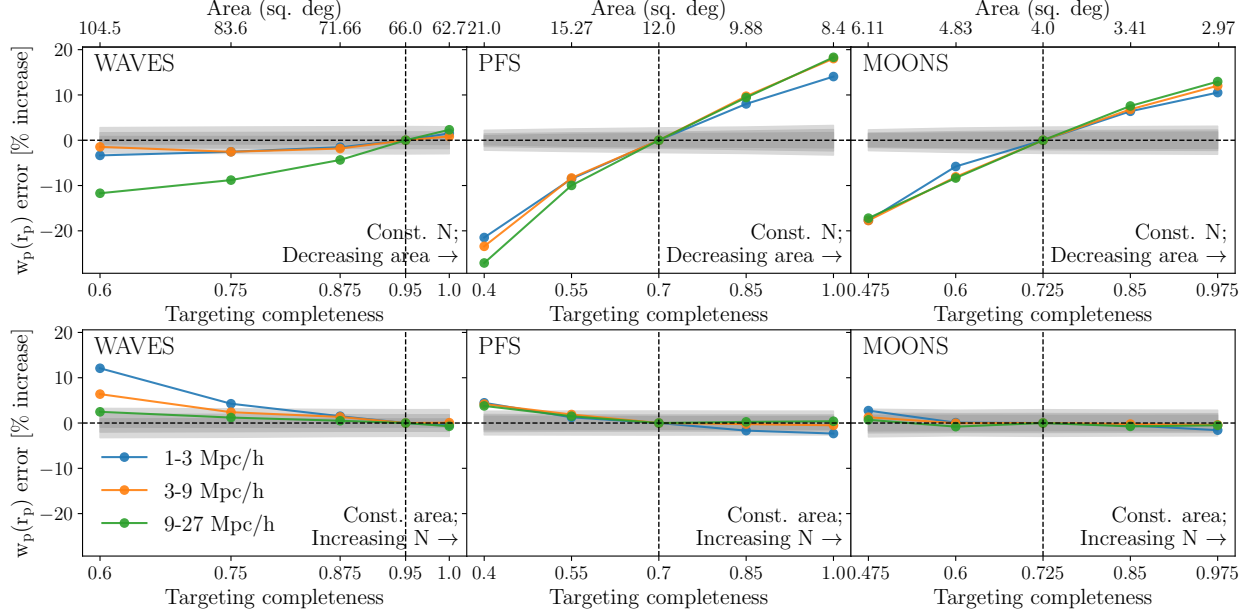 Area (sq. deg) Area (sq. deg) Area (sq. deg)
104.5 83.6 71.66 66.0 62.7 21.0 15.27 12.0 9.88 8.4 6.11 4.83 4.0 3.41 2.97
w_p(r_p) error [% increase]
20
10
0
−10
−20
WAVES
Const. N;
Decreasing area →
PFS
Const. N;
Decreasing area →
MOONS
Const. N;
Decreasing area →
0.6 0.75 0.875 0.95 1.0 0.4 0.55 0.7 0.85 1.0 0.475 0.6 0.725 0.85 0.975
Targeting completeness Targeting completeness Targeting completeness
w_p(r_p) error [% increase]
20
10
0
−10
−20
WAVES
1-3 Mpc/h
3-9 Mpc/h
9-27 Mpc/h
Const. area;
Increasing N →
PFS
Const. area;
Increasing N →
MOONS
Const. area;
Increasing N →
0.6 0.75 0.875 0.95 1.0 0.4 0.55 0.7 0.85 1.0 0.475 0.6 0.725 0.85 0.975
Targeting completeness Targeting completeness Targeting completeness